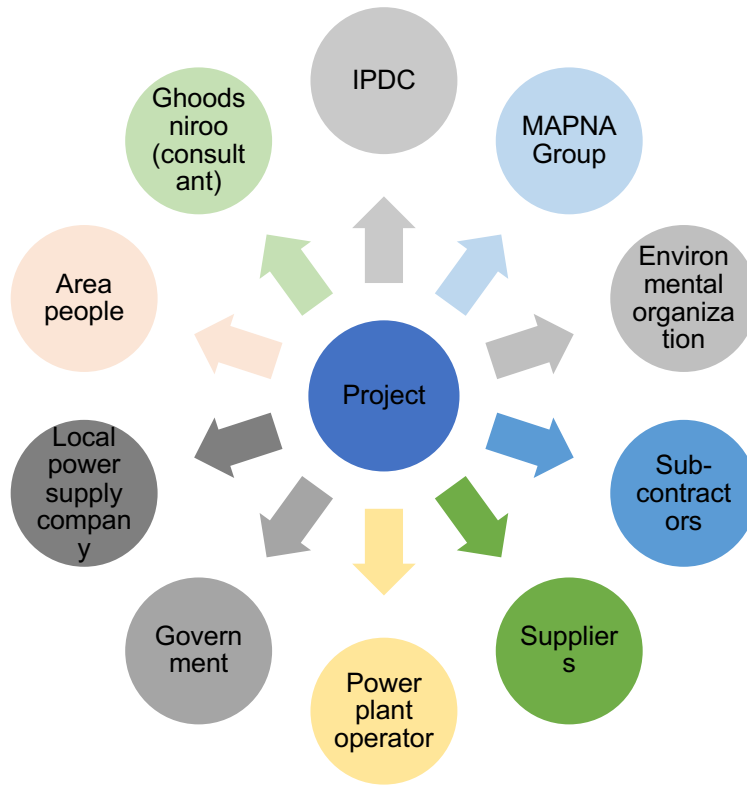 IPDC
Ghoods
niroo
(consult
ant)
MAPNA
Group
Area
people
Environ
mental
organiza
tion
Project
Local
power
supply
compan
y
Sub-
contract
ors
Govern
ment
Supplier
s
Power
plant
operator